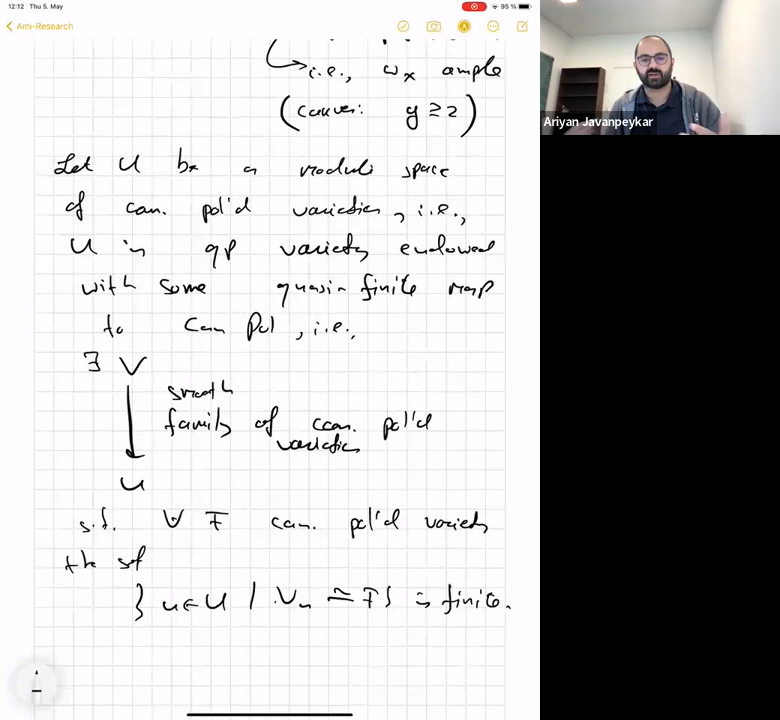 12:12 Thu 5. May
95 %
Ami-Research
i.e., ω_X ample
(curves: g ≥ 2)
Ariyan Javanpeykar
Let U be a moduli space
of can. pol'd varieties, i.e.,
U is qp variety endowed
with some quasi-finite map
to CanPol, i.e.,
∃ V
smooth
family of can. pol'd
varieties
U
s.t. ∀ F can. pol'd variety
the set
{ u ∈ U | V_u ≅ F } is finite.